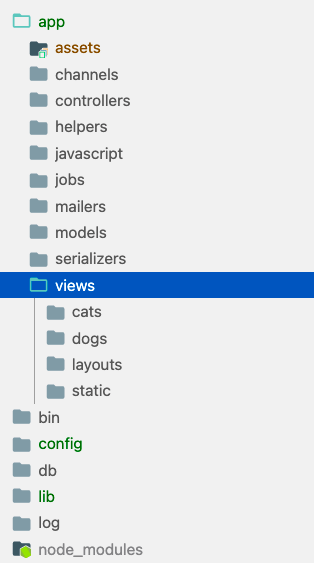 app
assets
channels
controllers
helpers
javascript
jobs
mailers
models
serializers
views
cats
dogs
layouts
static
bin
config
db
lib
log
node_modules